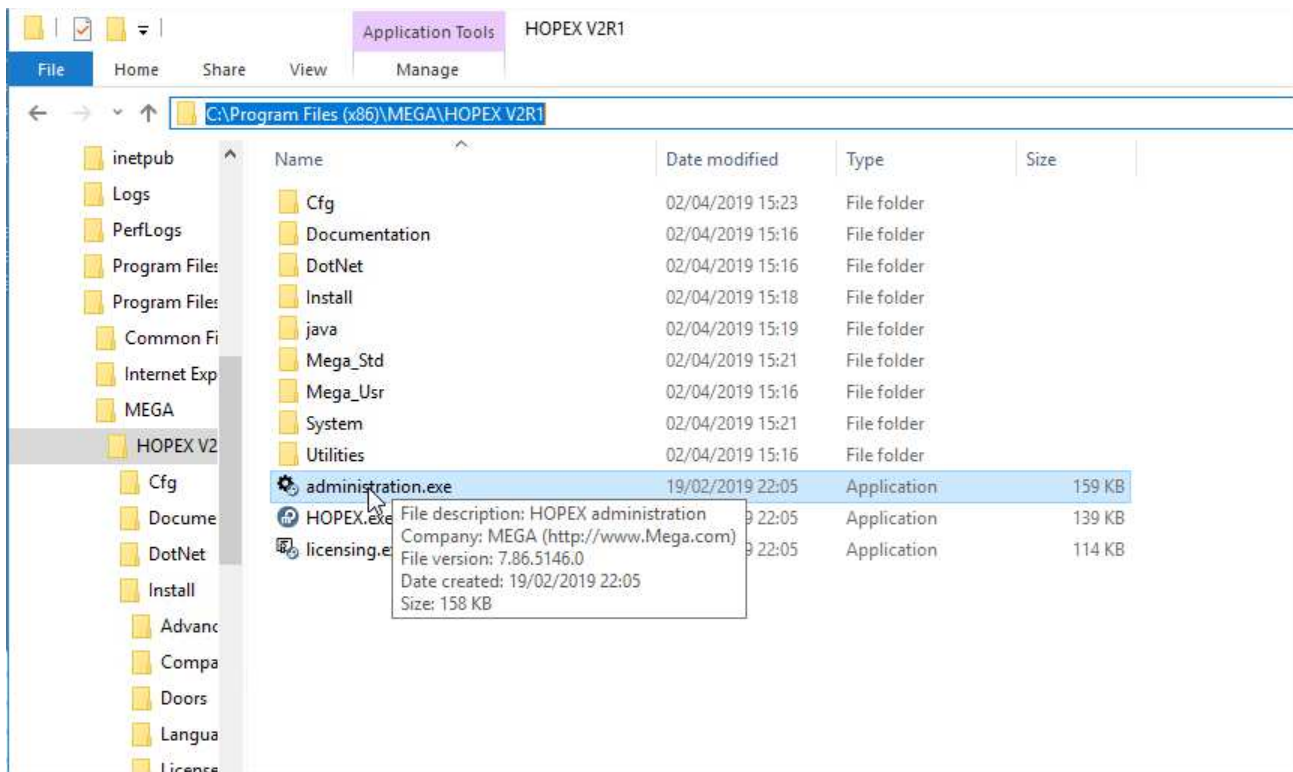 Application Tools HOPEX V2R1
File Home Share View Manage
C:\Program Files (x86)\MEGA\HOPEX V2R1
inetpub
Logs
PerfLogs
Program Files
Program Files
Common Fi
Internet Exp
MEGA
HOPEX V2
Cfg
Docume
DotNet
Install
Advanc
Compa
Doors
Langua
License
Name Date modified Type Size
Cfg 02/04/2019 15:23 File folder
Documentation 02/04/2019 15:16 File folder
DotNet 02/04/2019 15:16 File folder
Install 02/04/2019 15:18 File folder
java 02/04/2019 15:19 File folder
Mega_Std 02/04/2019 15:21 File folder
Mega_Usr 02/04/2019 15:16 File folder
System 02/04/2019 15:21 File folder
Utilities 02/04/2019 15:16 File folder
administration.exe 19/02/2019 22:05 Application 159 KB
HOPEX.exe 9 22:05 Application 139 KB
licensing.e 9 22:05 Application 114 KB
File description: HOPEX administration
Company: MEGA (http://www.Mega.com)
File version: 7.86.5146.0
Date created: 19/02/2019 22:05
Size: 158 KB